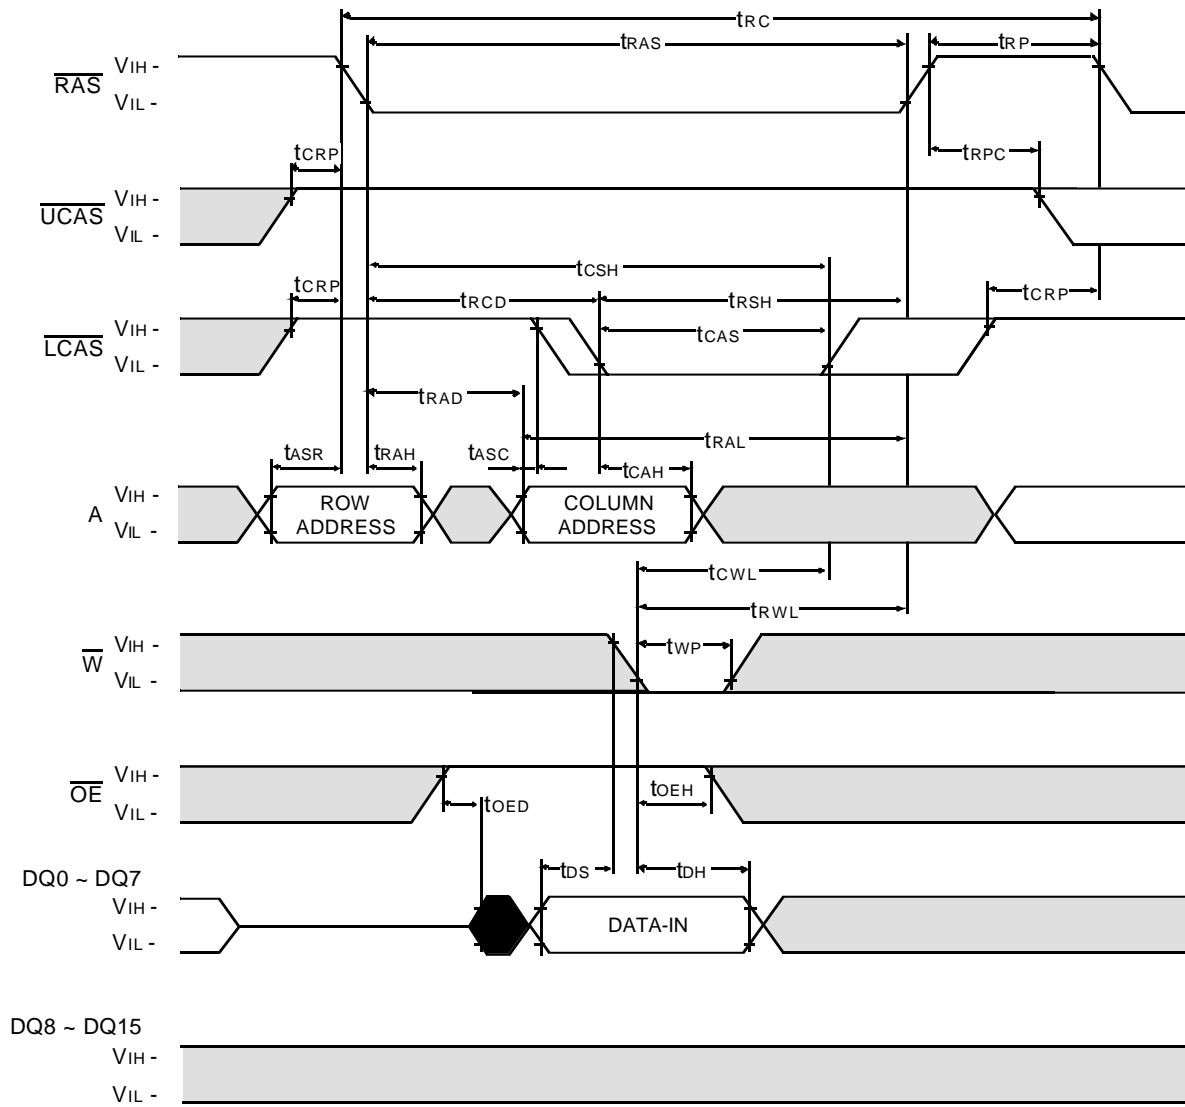 tRC
tRAS
tRP
RAS
VIH -
VIL -
tCRP
tRPC
UCAS
VIH -
VIL -
tCSH
tCRP
tRCD
tRSH
tCRP
LCAS
VIH -
VIL -
tCAS
tRAD
tRAL
tASR
tRAH
tASC
tCAH
A
VIH -
VIL -
ROW
ADDRESS
COLUMN
ADDRESS
tCWL
tRWL
W
VIH -
VIL -
tWP
OE
VIH -
VIL -
tOED
tOEH
tDS
tDH
DQ0 ~ DQ7
VIH -
VIL -
DATA-IN
DQ8 ~ DQ15
VIH -
VIL -